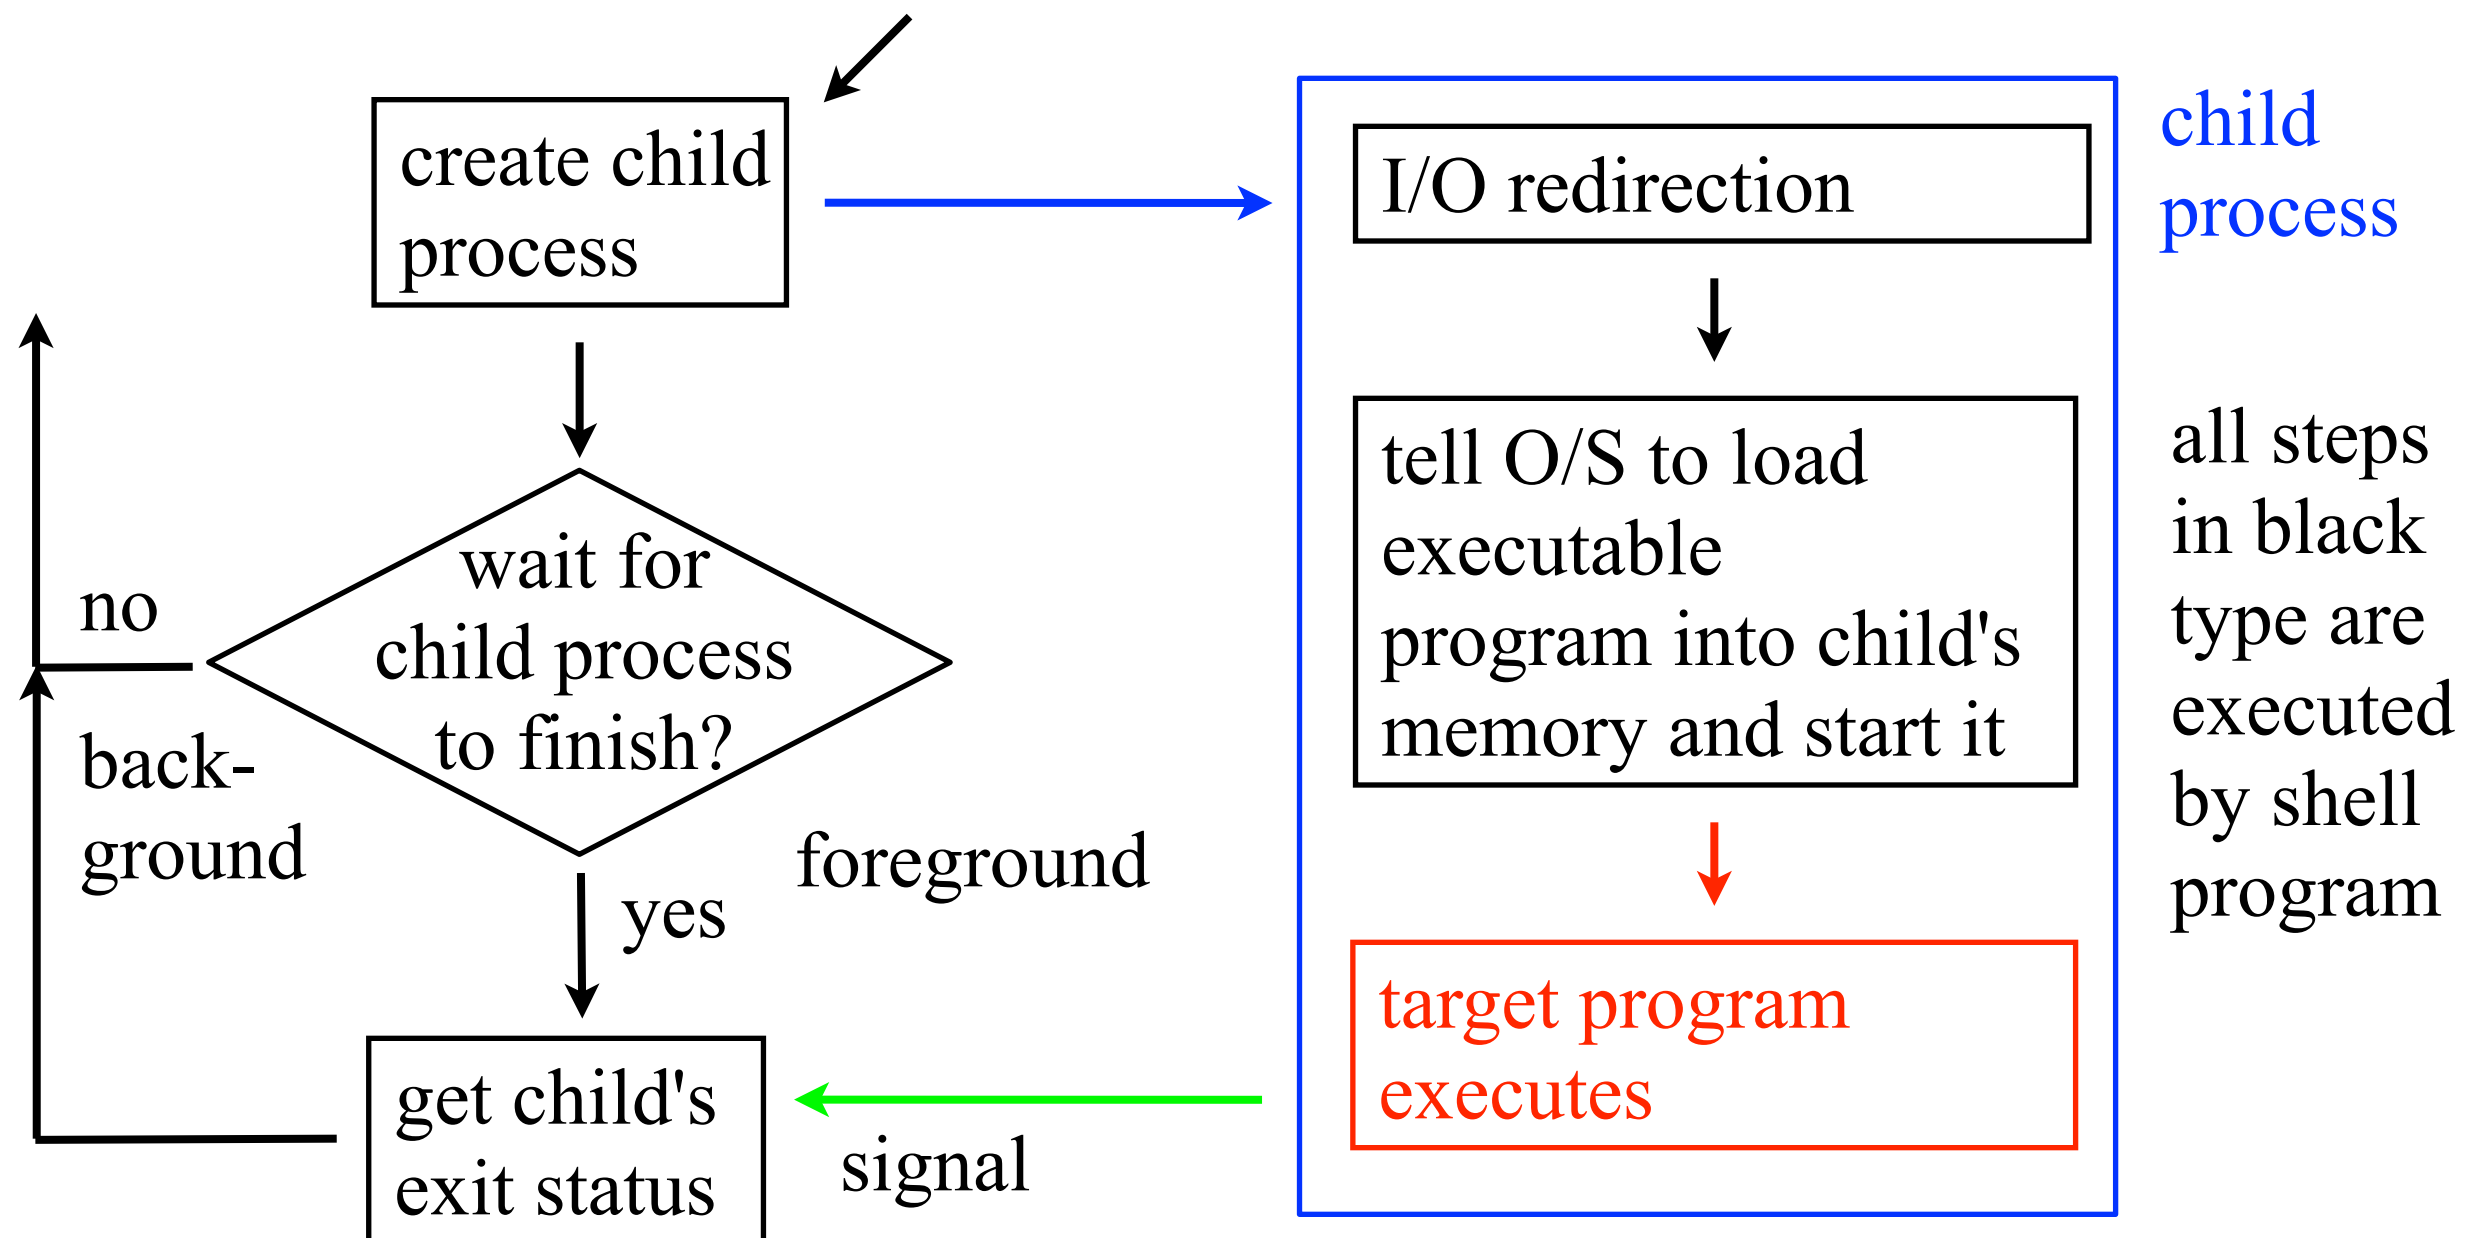 create child
process
I/O redirection
child
process
tell O/S to load
executable
program into child's
memory and start it
all steps
in black
type are
executed
by shell
program
wait for
child process
to finish?
no
back-
ground
foreground
yes
target program
executes
get child's
exit status
signal